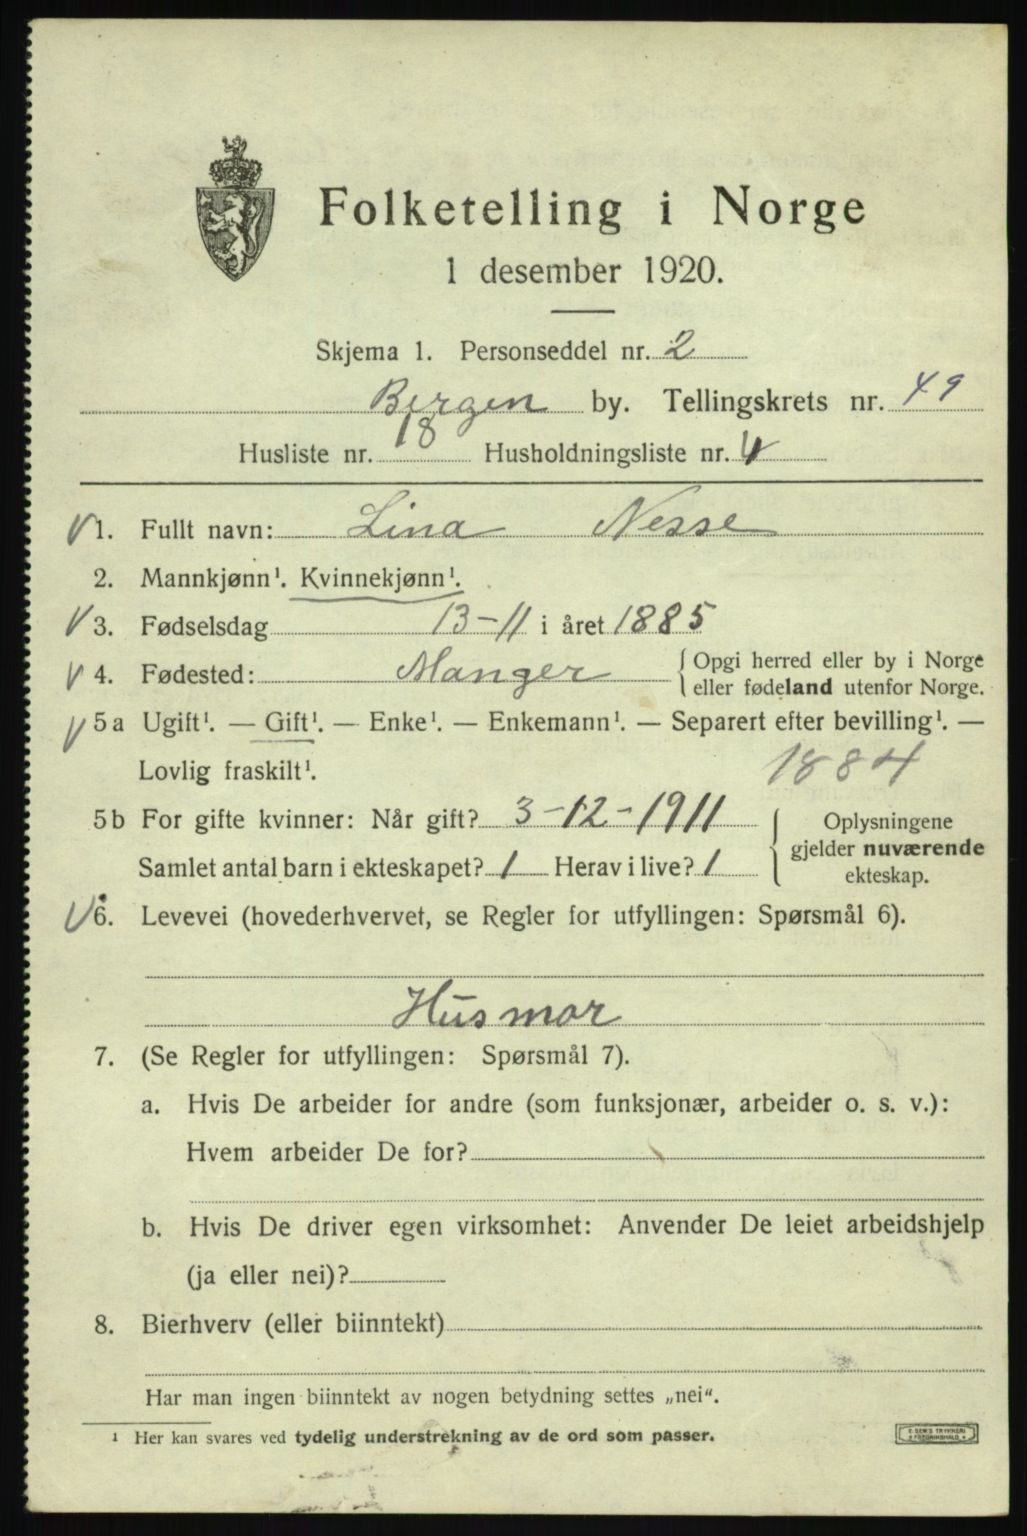 Folketelling i Norge
1 desember 1920.
Skjema 1. Personseddel nr. 2
Bergen by. Tellingskrets nr. 49
Husliste nr. 18 Husholdningsliste nr. 4
1. Fullt navn: Lina Nesse
2. Mannkjønn¹. Kvinnekjønn¹.
3. Fødselsdag 13-11 i året 1885
4. Fødested: Manger
Opgi herred eller by i Norge
eller fødeland utenfor Norge.
5a Ugift¹. — Gift¹. — Enke¹. — Enkemann¹. — Separert efter bevilling¹. —
Lovlig fraskilt¹. 1884
5b For gifte kvinner: Når gift? 3-12-1911
Samlet antal barn i ekteskapet? 1 Herav i live? 1
Oplysningene
gjelder nuværende
ekteskap.
6. Levevei (hovederhvervet, se Regler for utfyllingen: Spørsmål 6).
Husmor
7. (Se Regler for utfyllingen: Spørsmål 7).
a. Hvis De arbeider for andre (som funksjonær, arbeider o. s. v.):
Hvem arbeider De for?
b. Hvis De driver egen virksomhet: Anvender De leiet arbeidshjelp
(ja eller nei)?
8. Bierhverv (eller biinntekt)
Har man ingen biinntekt av nogen betydning settes „nei“.
¹ Her kan svares ved tydelig understrekning av de ord som passer.
E. SEM'S TRYKKERI
FREDRIKSHALD